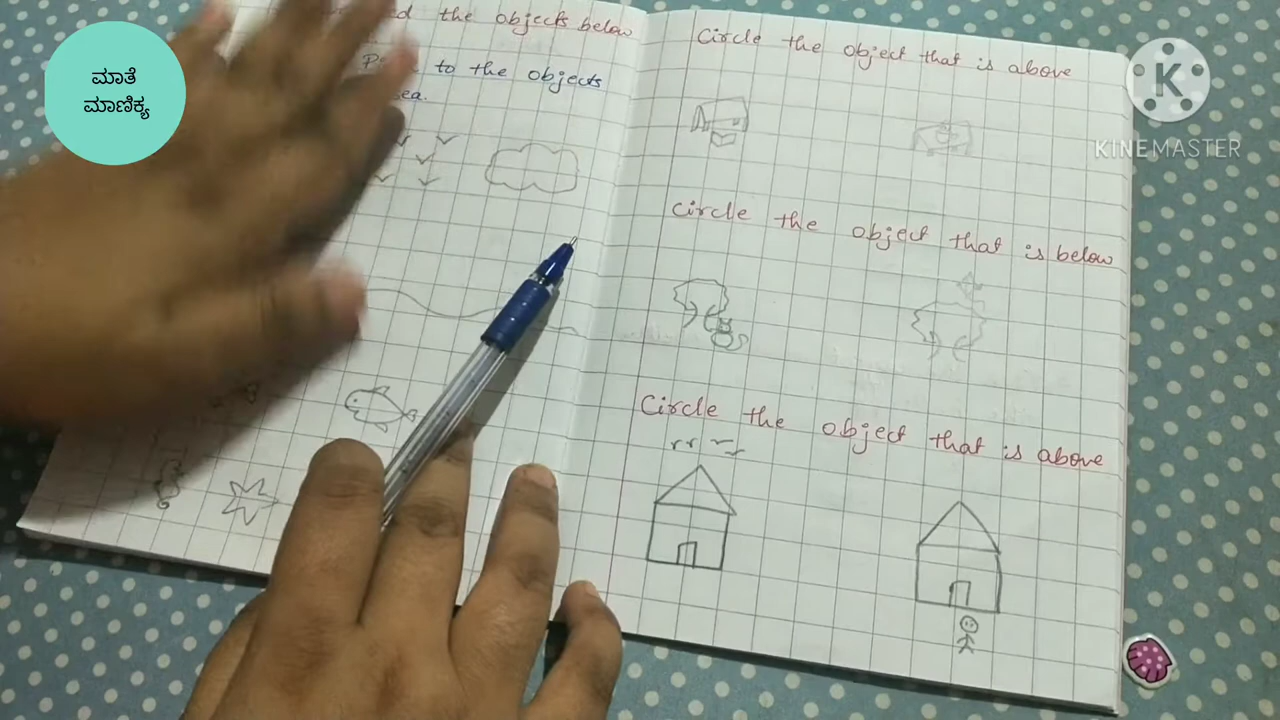 ಮಾತೆ
ಮಾಣಿಕ್ಯ
the objects below
to the objects
K
KINEMASTER
Circle the object that is above
Circle the object that is below
Circle the object that is above